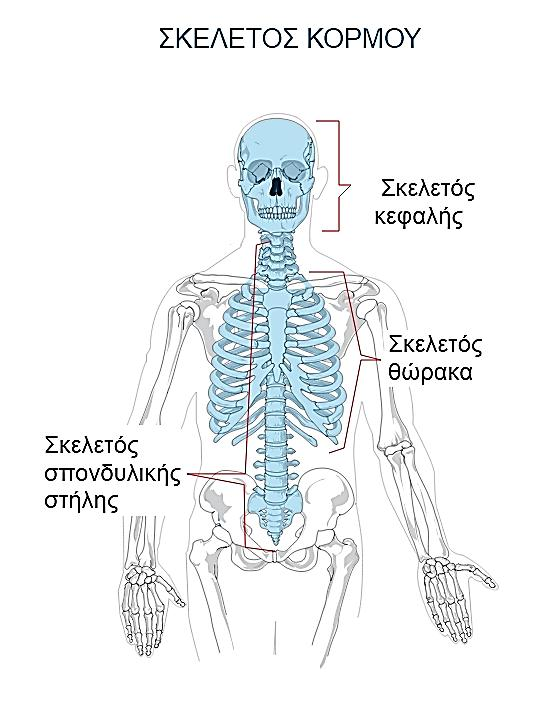 ΣΚΕΛΕΤΟΣ ΚΟΡΜΟΥ
Σκελετός
κεφαλής
Σκελετός
θώρακα
Σκελετός
σπονδυλικής
στήλης